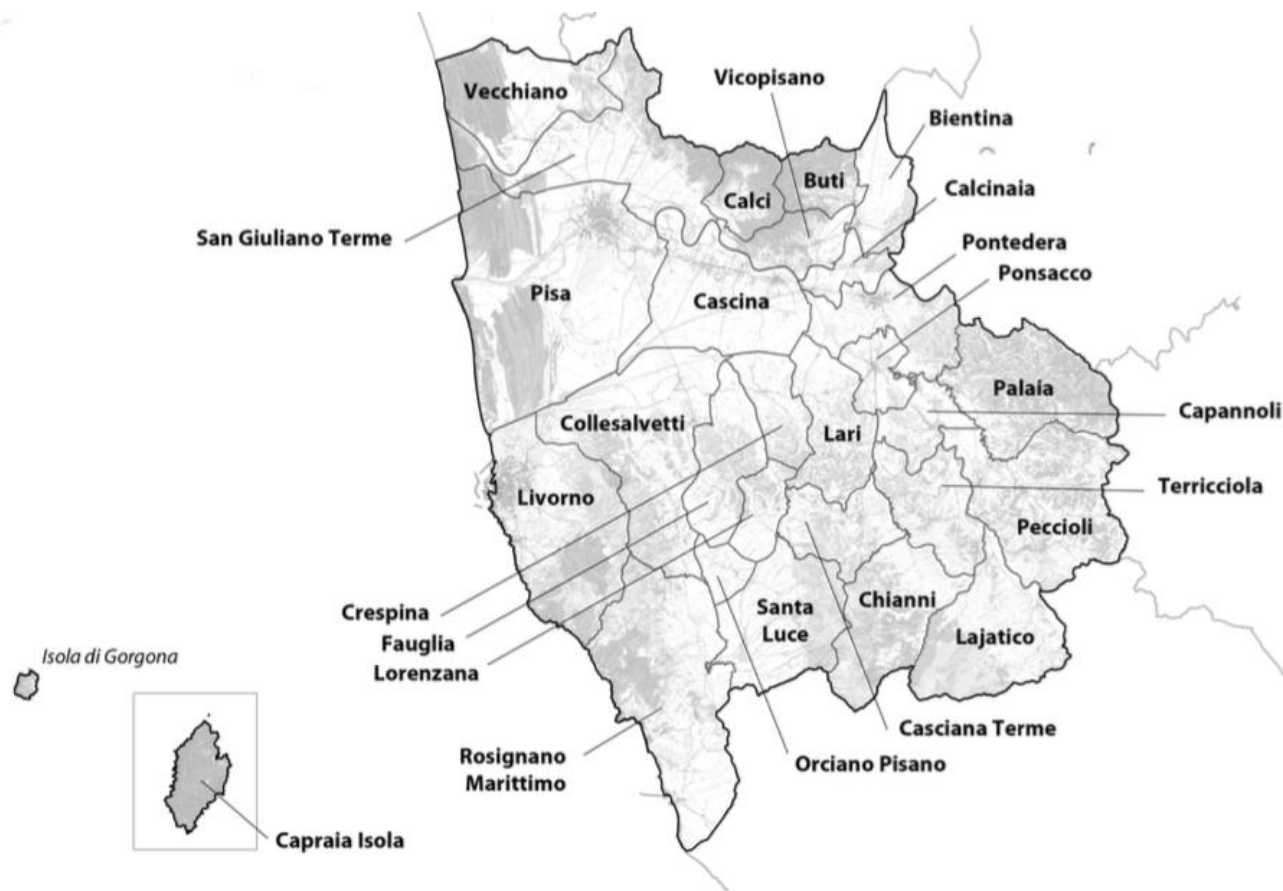 Vecchiano
Vicopisano
Bientina
Buti
Calci
Calcinaia
San Giuliano Terme
Pontedera
Ponsacco
Pisa
Cascina
Palaia
Capannoli
Collesalvetti
Lari
Livorno
Terricciola
Peccioli
Crespina
Fauglia
Lorenzana
Santa
Luce
Chianni
Lajatico
Isola di Gorgona
Casciana Terme
Orciano Pisano
Rosignano
Marittimo
Capraia Isola